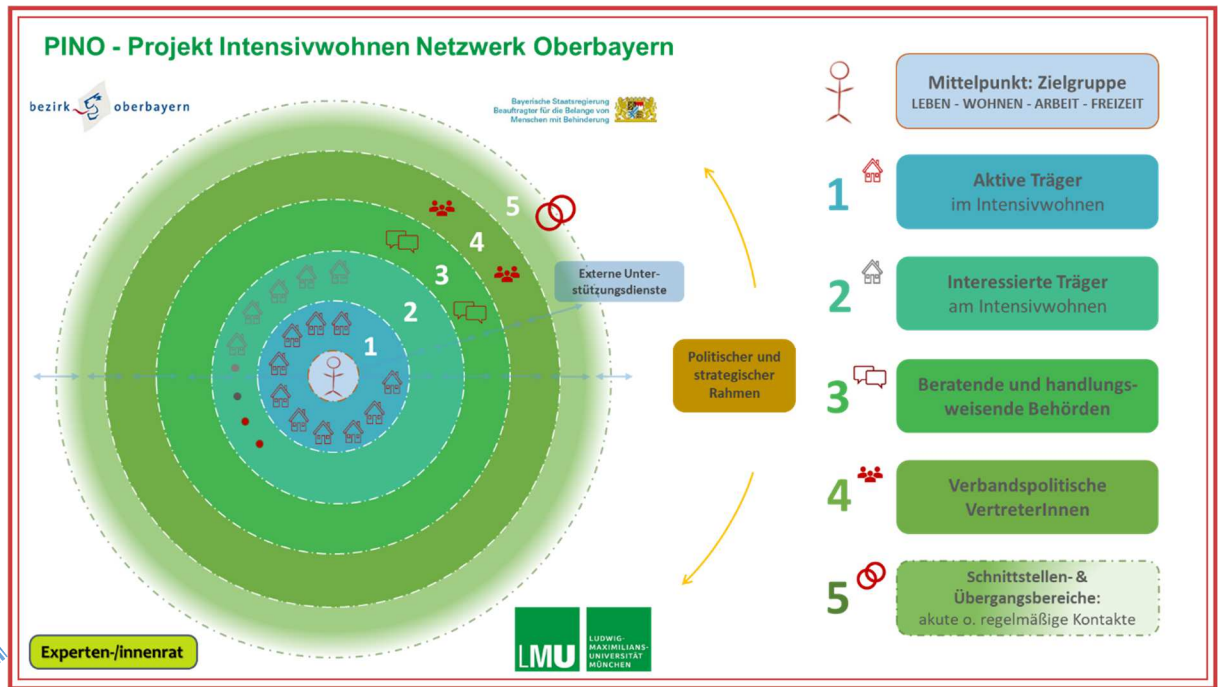 PINO - Projekt Intensivwohnen Netzwerk Oberbayern
bezirk oberbayern
Bayerische Staatsregierung
Beauftragter für die Belange von
Menschen mit Behinderung
5
4
3
2
1
Externe Unter-
stützungsdienste
Politischer und
strategischer
Rahmen
Mittelpunkt: Zielgruppe
LEBEN - WOHNEN - ARBEIT - FREIZEIT
1
Aktive Träger
im Intensivwohnen
2
Interessierte Träger
am Intensivwohnen
3
Beratende und handlungs-
weisende Behörden
4
Verbandspolitische
VertreterInnen
5
Schnittstellen- &
Übergangsbereiche:
akute o. regelmäßige Kontakte
Experten-/innenrat
LMU
LUDWIG-
MAXIMILIANS-
UNIVERSITÄT
MÜNCHEN